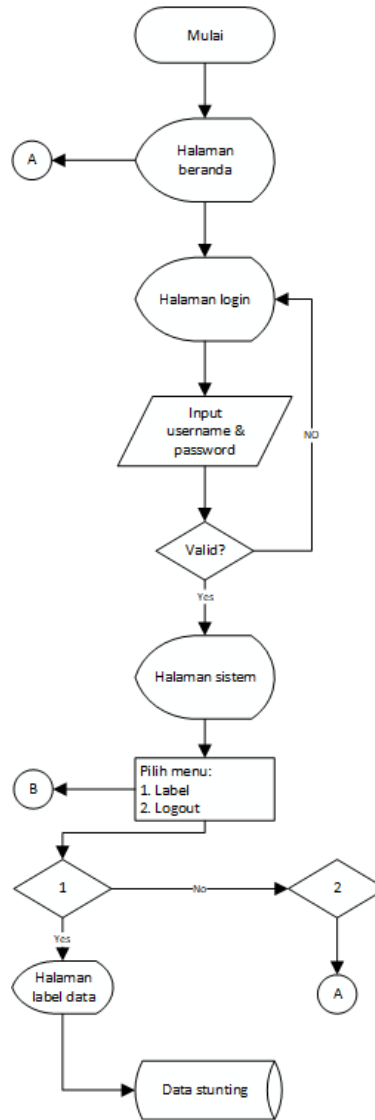 Mulai
A
Halaman
beranda
Halaman login
Input
username &
password
NO
Valid?
Yes
Halaman sistem
B
Pilih menu:
1. Label
2. Logout
1
No
2
Yes
Halaman
label data
A
Data stunting